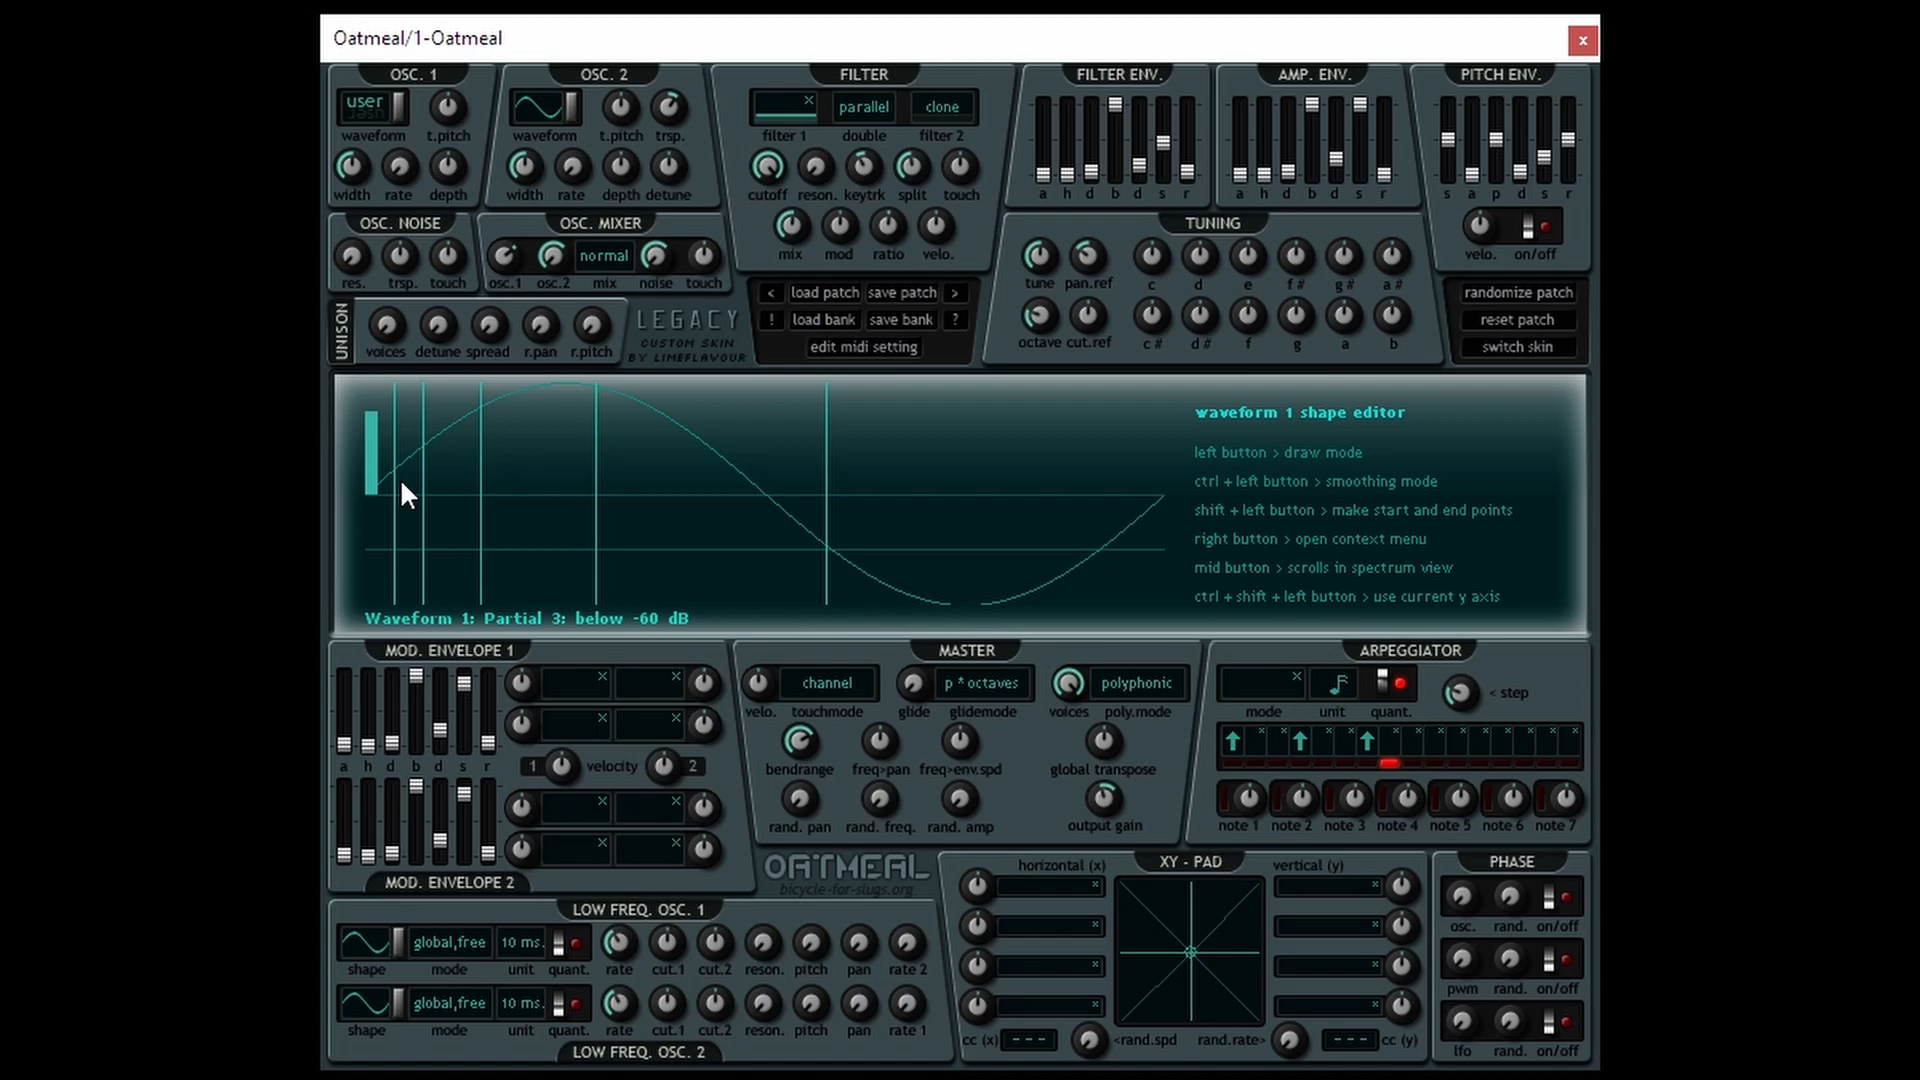 Oatmeal/1-Oatmeal
x
OSC. 1
OSC. 2
FILTER
FILTER ENV.
AMP. ENV.
PITCH ENV.
user
parallel
clone
waveform
t.pitch
waveform
t.pitch
trsp.
filter 1
double
filter 2
width
rate
depth
width
rate
depth
detune
cutoff
reson.
keytrk
split
touch
a h d b d s r
a h d b d s r
s a p d s r
OSC. NOISE
OSC. MIXER
TUNING
normal
mix
mod
ratio
velo.
velo.
on/off
res.
trsp.
touch
osc.1
osc.2
mix
noise
touch
tune
pan.ref
c
d
e
f#
g#
a#
< load patch save patch >
! load bank save bank ?
edit midi setting
randomize patch
reset patch
switch skin
UNISON
voices
detune
spread
r.pan
r.pitch
LEGACY
CUSTOM SKIN
BY LIMEFLAVOUR
octave
cut.ref
c#
d#
f
g
a
b
waveform 1 shape editor
left button > draw mode
ctrl + left button > smoothing mode
shift + left button > make start and end points
right button > open context menu
mid button > scrolls in spectrum view
ctrl + shift + left button > use current y axis
Waveform 1: Partial 3: below -60 dB
MOD. ENVELOPE 1
MASTER
ARPEGGIATOR
channel
p * octaves
polyphonic
velo.
touchmode
glide
glidemode
voices
poly.mode
mode
unit
quant.
< step
a h d b d s r
1 velocity 2
bendrange
freq>pan
freq>env.spd
global transpose
rand. pan
rand. freq.
rand. amp
output gain
note 1
note 2
note 3
note 4
note 5
note 6
note 7
MOD. ENVELOPE 2
OATMEAL
bicycle-for-slugs.org
horizontal (x)
XY - PAD
vertical (y)
PHASE
osc.
rand.
on/off
pwm
rand.
on/off
lfo
rand.
on/off
LOW FREQ. OSC. 1
global,free
10 ms.
shape
mode
unit
quant.
rate
cut.1
cut.2
reson.
pitch
pan
rate 2
global,free
10 ms.
shape
mode
unit
quant.
rate
cut.1
cut.2
reson.
pitch
pan
rate 1
LOW FREQ. OSC. 2
cc (x)
---
<rand.spd
rand.rate>
---
cc (y)